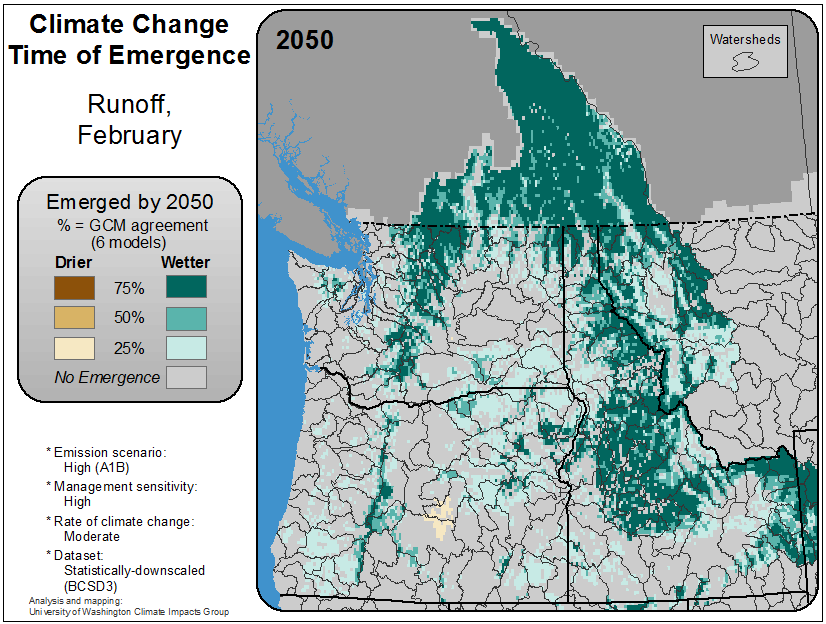 Climate Change
Time of Emergence
Runoff,
February
Emerged by 2050
% = GCM agreement
(6 models)
Drier Wetter
75%
50%
25%
No Emergence
* Emission scenario:
High (A1B)
* Management sensitivity:
High
* Rate of climate change:
Moderate
* Dataset:
Statistically-downscaled
(BCSD3)
Analysis and mapping:
University of Washington Climate Impacts Group
2050
Watersheds